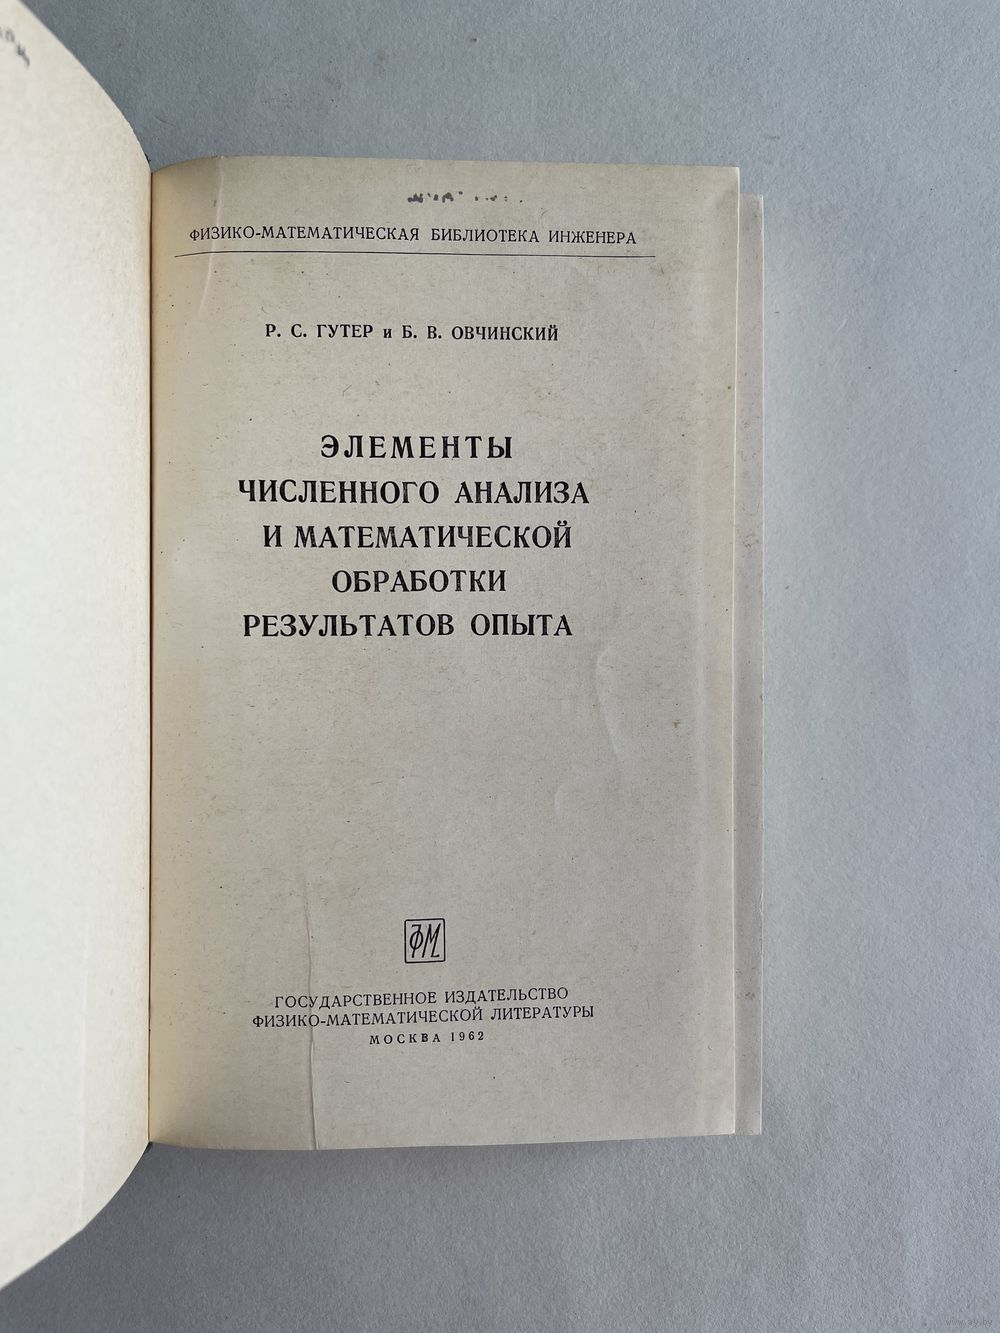 ФИЗИКО-МАТЕМАТИЧЕСКАЯ БИБЛИОТЕКА ИНЖЕНЕРА
Р. С. ГУТЕР и Б. В. ОВЧИНСКИЙ
ЭЛЕМЕНТЫ
ЧИСЛЕННОГО АНАЛИЗА
И МАТЕМАТИЧЕСКОЙ
ОБРАБОТКИ
РЕЗУЛЬТАТОВ ОПЫТА
ФМ
ГОСУДАРСТВЕННОЕ ИЗДАТЕЛЬСТВО
ФИЗИКО-МАТЕМАТИЧЕСКОЙ ЛИТЕРАТУРЫ
МОСКВА 1962